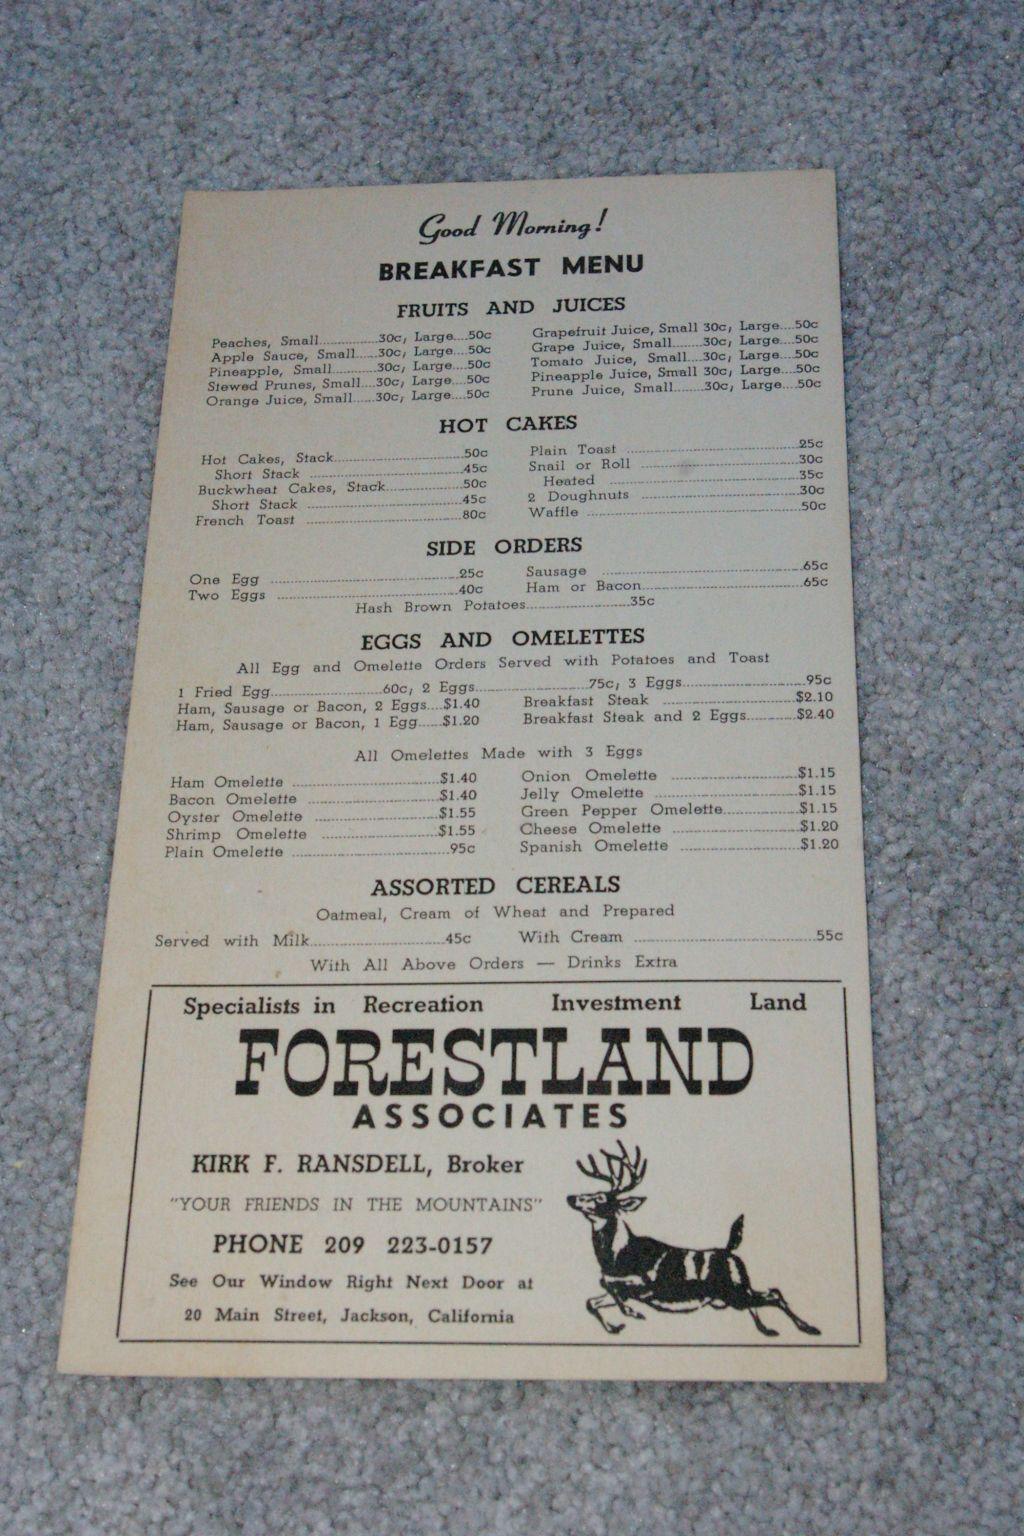 Good Morning!
BREAKFAST MENU
FRUITS AND JUICES
Peaches, Small..............30c, Large....50c
Apple Sauce, Small.....30c, Large....50c
Pineapple, Small...........30c, Large....50c
Stewed Prunes, Small....30c, Large....50c
Orange Juice, Small......30c, Large....50c
Grapefruit Juice, Small 30c, Large....50c
Grape Juice, Small........30c, Large....50c
Tomato Juice, Small....30c, Large....50c
Pineapple Juice, Small 30c, Large....50c
Prune Juice, Small........30c, Large....50c
HOT CAKES
Hot Cakes, Stack................................50c
Short Stack ......................................45c
Buckwheat Cakes, Stack...................50c
Short Stack ......................................45c
French Toast ......................................80c
Plain Toast ...........................................25c
Snail or Roll .......................................30c
Heated ................................................35c
2 Doughnuts .......................................30c
Waffle .....................................................50c
SIDE ORDERS
One Egg ..............................................25c
Two Eggs ............................................40c
Sausage ..................................................65c
Ham or Bacon........................................65c
Hash Brown Potatoes..........................35c
EGGS AND OMELETTES
All Egg and Omelette Orders Served with Potatoes and Toast
1 Fried Egg...........................60c, 2 Eggs............................75c, 3 Eggs..............................95c
Ham, Sausage or Bacon, 2 Eggs....$1.40
Ham, Sausage or Bacon, 1 Egg......$1.20
Breakfast Steak ....................................$2.10
Breakfast Steak and 2 Eggs............$2.40
All Omelettes Made with 3 Eggs
Ham Omelette ....................................$1.40
Bacon Omelette ................................$1.40
Oyster Omelette ..............................$1.55
Shrimp Omelette ............................$1.55
Plain Omelette ......................................95c
Onion Omelette ...............................$1.15
Jelly Omelette ..................................$1.15
Green Pepper Omelette..................$1.15
Cheese Omelette ..............................$1.20
Spanish Omelette ............................$1.20
ASSORTED CEREALS
Oatmeal, Cream of Wheat and Prepared
Served with Milk................................45c
With Cream ............................................55c
With All Above Orders — Drinks Extra
Specialists in Recreation Investment Land
FORESTLAND
ASSOCIATES
KIRK F. RANSDELL, Broker
"YOUR FRIENDS IN THE MOUNTAINS"
PHONE 209 223-0157
See Our Window Right Next Door at
20 Main Street, Jackson, California